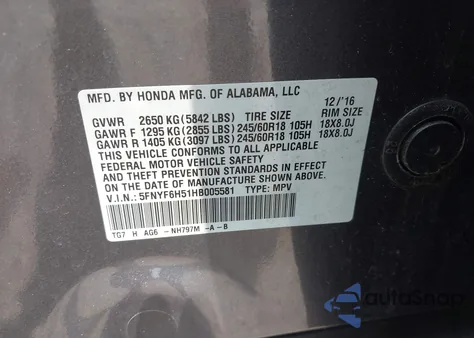 MFD. BY HONDA MFG. OF ALABAMA, LLC 12/'16
GVWR 2650 KG (5842 LBS) TIRE SIZE RIM SIZE
GAWR F 1295 KG (2855 LBS) 245/60R18 105H 18X8.0J
GAWR R 1405 KG (3097 LBS) 245/60R18 105H 18X8.0J
THIS VEHICLE CONFORMS TO ALL APPLICABLE
FEDERAL MOTOR VEHICLE SAFETY STANDARDS IN EFFECT
AND THEFT PREVENTION
ON THE DATE OF MANUFACTURE SHOWN ABOVE.
V.I.N.: 5FNYF6H51HB005581 TYPE: MPV
TG7 H AG6 -NH797M -A -B
autoSnap